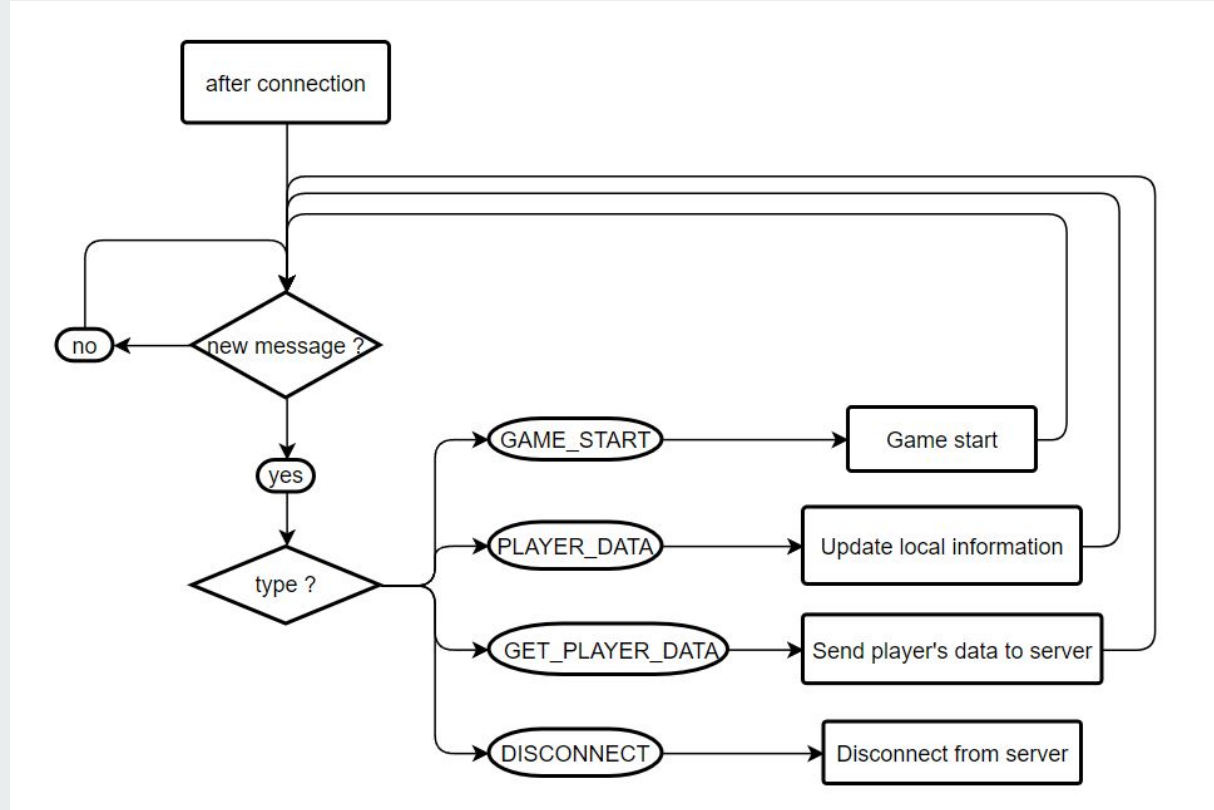 after connection
new message ?
no
yes
type ?
GAME_START
Game start
PLAYER_DATA
Update local information
GET_PLAYER_DATA
Send player's data to server
DISCONNECT
Disconnect from server